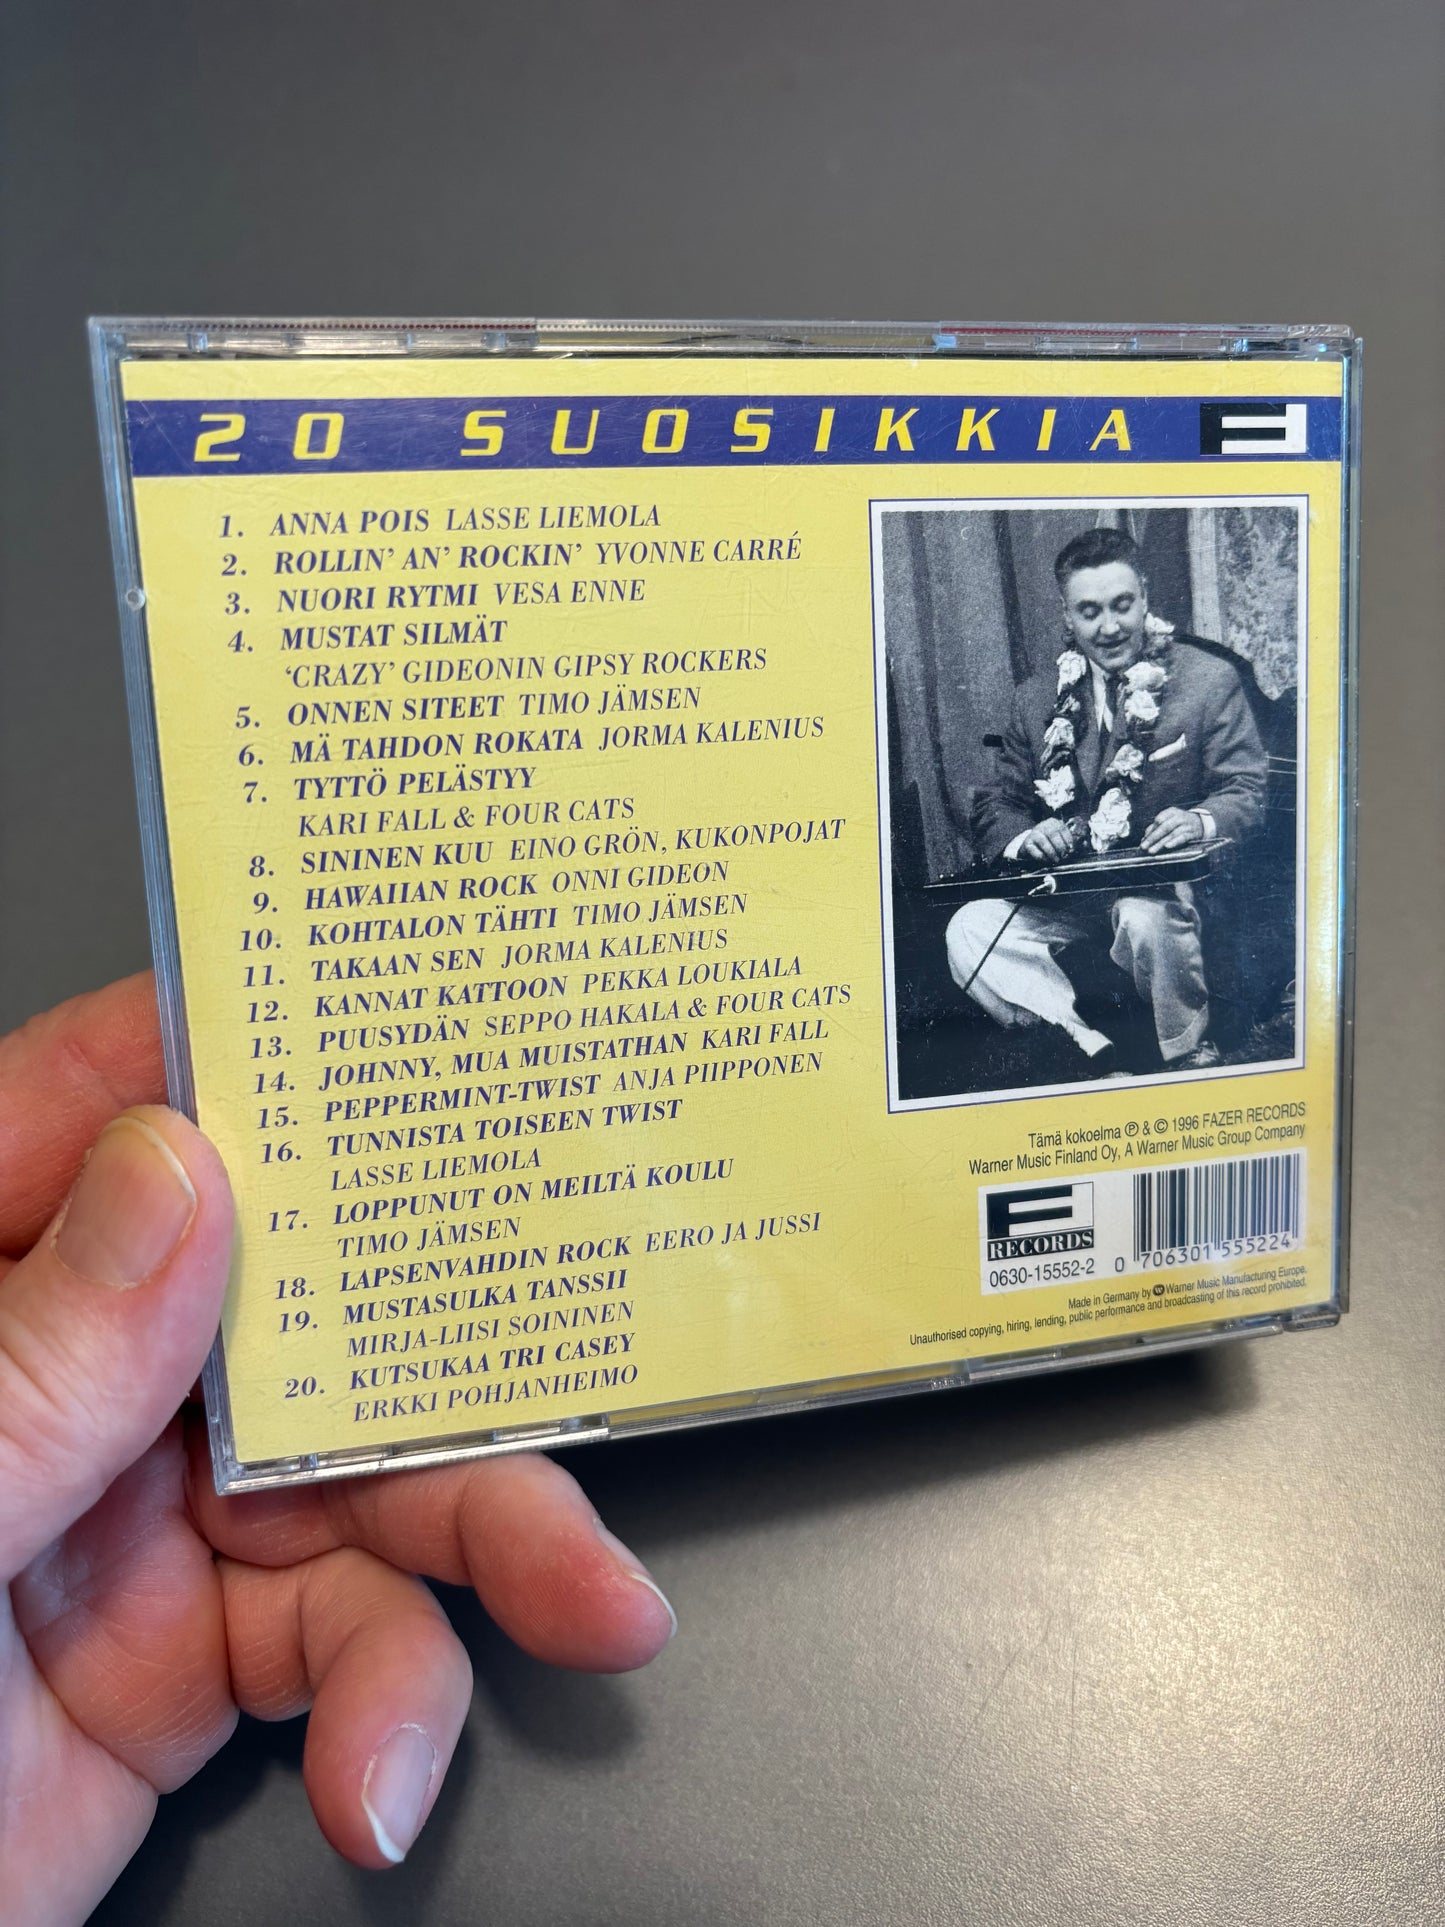 20 SUOSIKKIA
1. ANNA POIS LASSE LIEMOLA
2. ROLLIN' AN' ROCKIN' YVONNE CARRÉ
3. NUORI RYTMI VESA ENNE
4. MUSTAT SILMÄT
'CRAZY' GIDEONIN GIPSY ROCKERS
5. ONNEN SITEET TIMO JÄMSEN
6. MÄ TAHDON ROKATA JORMA KALENIUS
7. TYTTÖ PELÄSTYY
KARI FALL & FOUR CATS
8. SININEN KUU EINO GRÖN, KUKONPOJAT
9. HAWAIIAN ROCK ONNI GIDEON
10. KOHTALON TÄHTI TIMO JÄMSEN
11. TAKAAN SEN JORMA KALENIUS
12. KANNAT KATTOON PEKKA LOUKIALA
13. PUUSYDÄN SEPPO HAKALA & FOUR CATS
14. JOHNNY, MUA MUISTATHAN KARI FALL
15. PEPPERMINT-TWIST ANJA PIIPPONEN
16. TUNNISTA TOISEEN TWIST
LASSE LIEMOLA
17. LOPPUNUT ON MEILTÄ KOULU
TIMO JÄMSEN
18. LAPSENVAHDIN ROCK EERO JA JUSSI
19. MUSTASULKA TANSSII
MIRJA-LIISI SOININEN
20. KUTSUKAA TRI CASEY
ERKKI POHJANHEIMO
Tämä kokoelma ℗ & © 1996 FAZER RECORDS
Warner Music Finland Oy, A Warner Music Group Company
F
RECORDS
0630-15552-2
0 706301 555224
Made in Germany by Warner Music Manufacturing Europe.
Unauthorised copying, hiring, lending, public performance and broadcasting of this record prohibited.